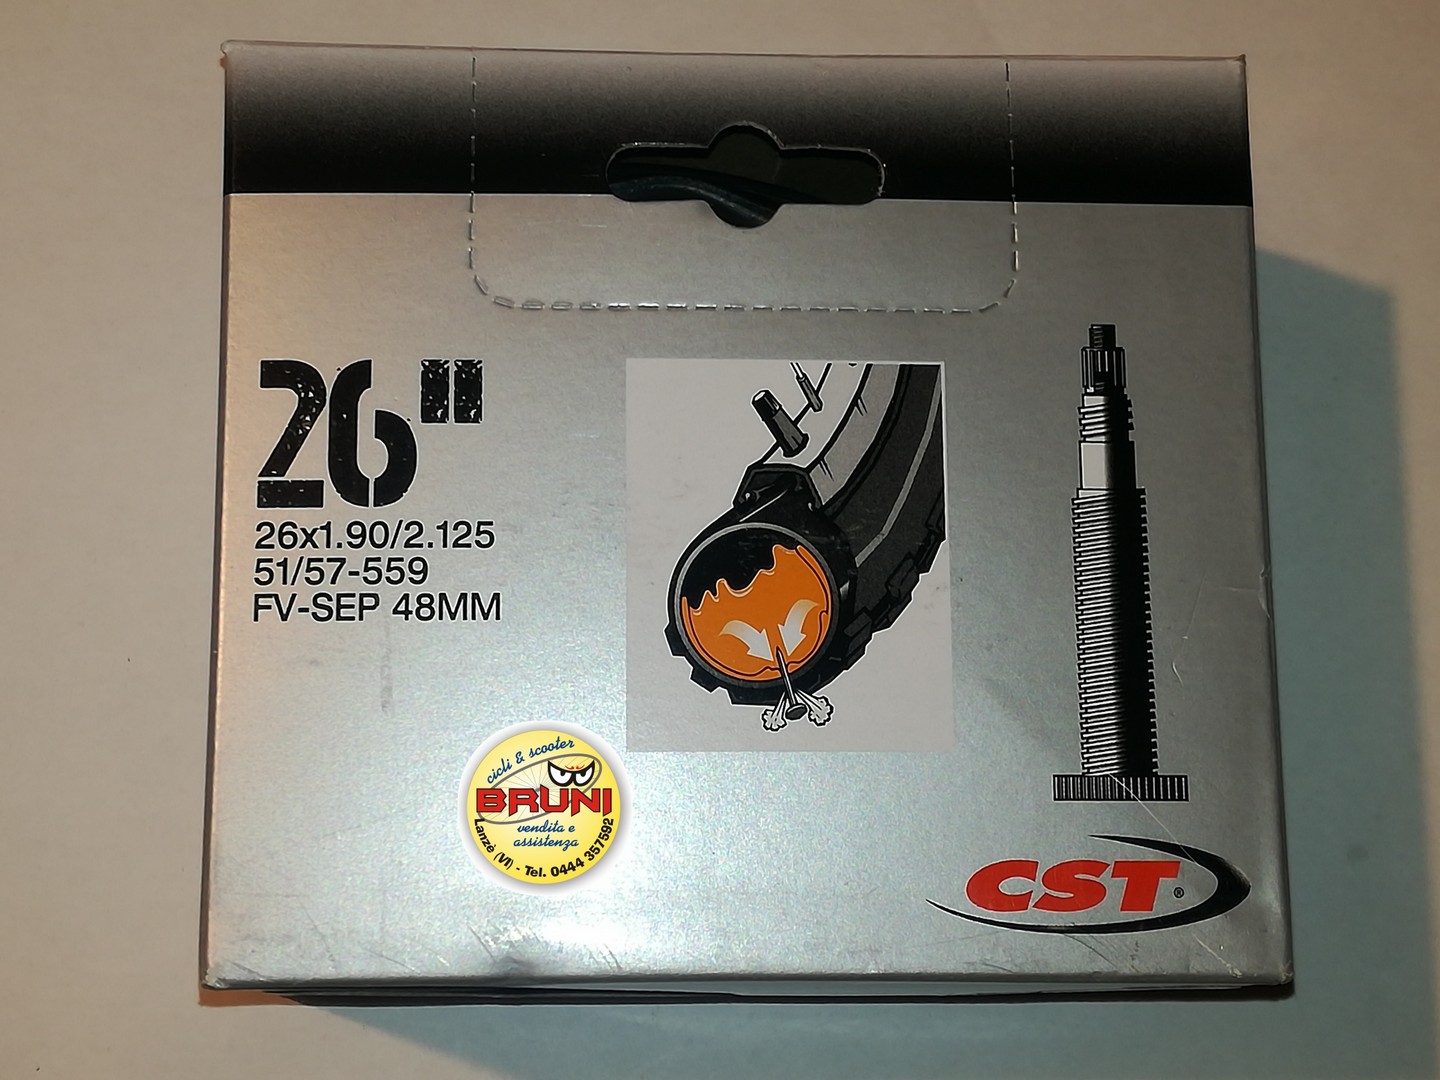 26"
26x1.90/2.125
51/57-559
FV-SEP 48MM
cicli & scooter
BRUNI
vendita e
assistenza
Lanzè (VI) - Tel. 0444 357592
CST®